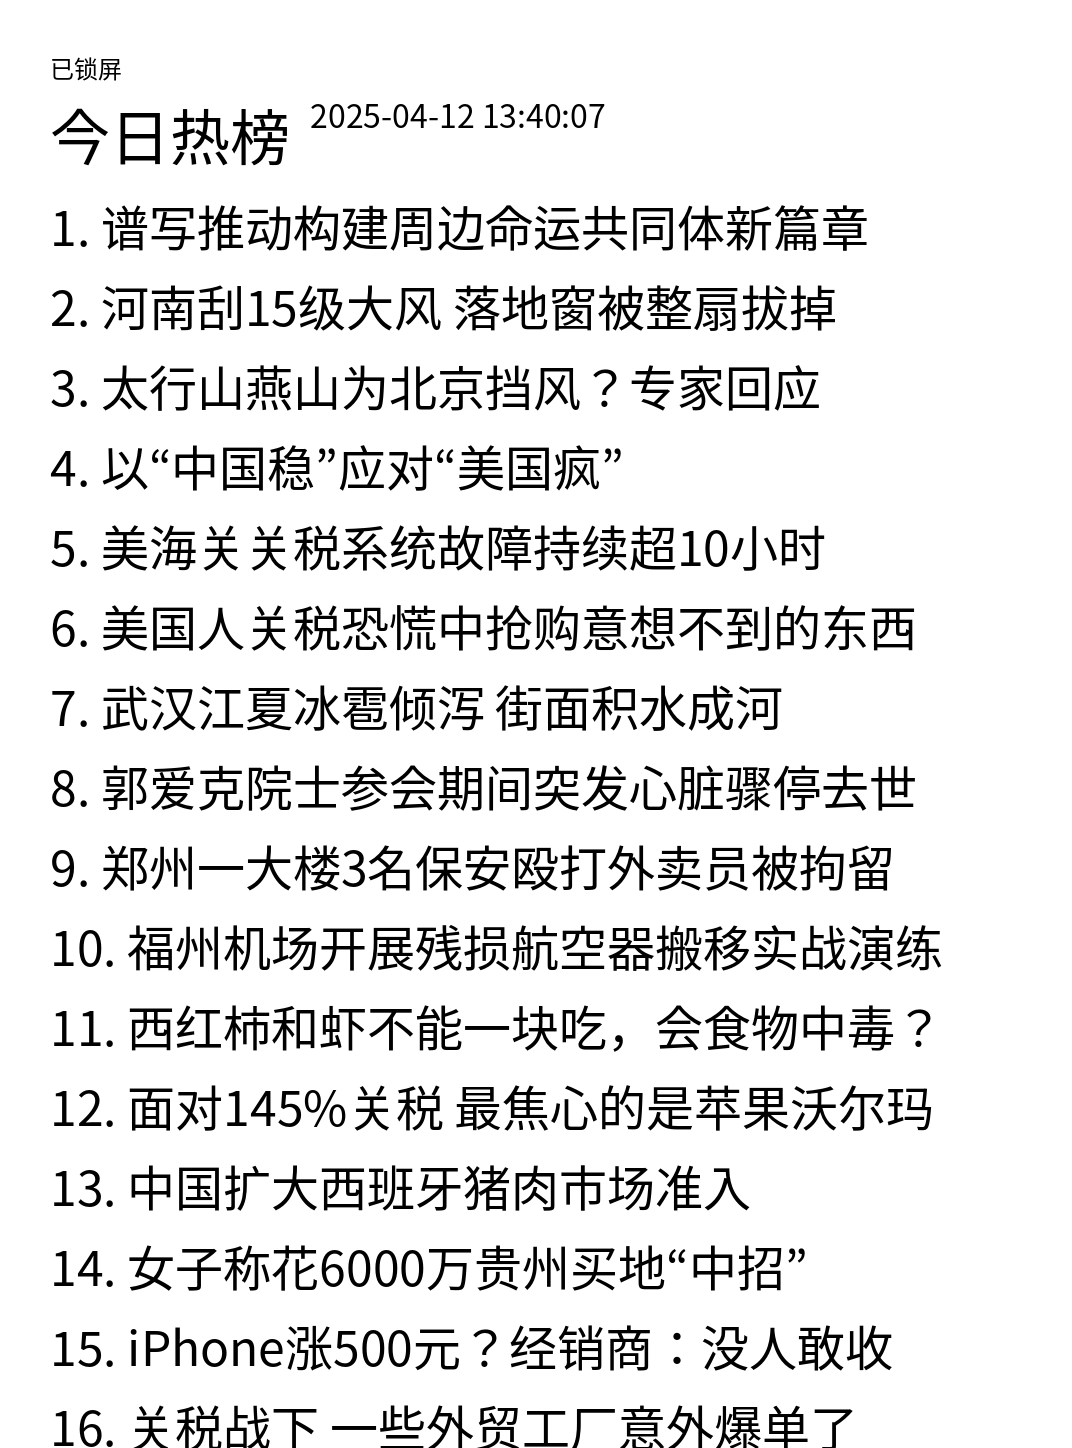 已锁屏
今日热榜 2025-04-12 13:40:07
1. 谱写推动构建周边命运共同体新篇章
2. 河南刮15级大风 落地窗被整扇拔掉
3. 太行山燕山为北京挡风？专家回应
4. 以“中国稳”应对“美国疯”
5. 美海关关税系统故障持续超10小时
6. 美国人关税恐慌中抢购意想不到的东西
7. 武汉江夏冰雹倾泻 街面积水成河
8. 郭爱克院士参会期间突发心脏骤停去世
9. 郑州一大楼3名保安殴打外卖员被拘留
10. 福州机场开展残损航空器搬移实战演练
11. 西红柿和虾不能一块吃，会食物中毒？
12. 面对145%关税 最焦心的是苹果沃尔玛
13. 中国扩大西班牙猪肉市场准入
14. 女子称花6000万贵州买地“中招”
15. iPhone涨500元？经销商：没人敢收
16. 关税战下 一些外贸工厂意外爆单了